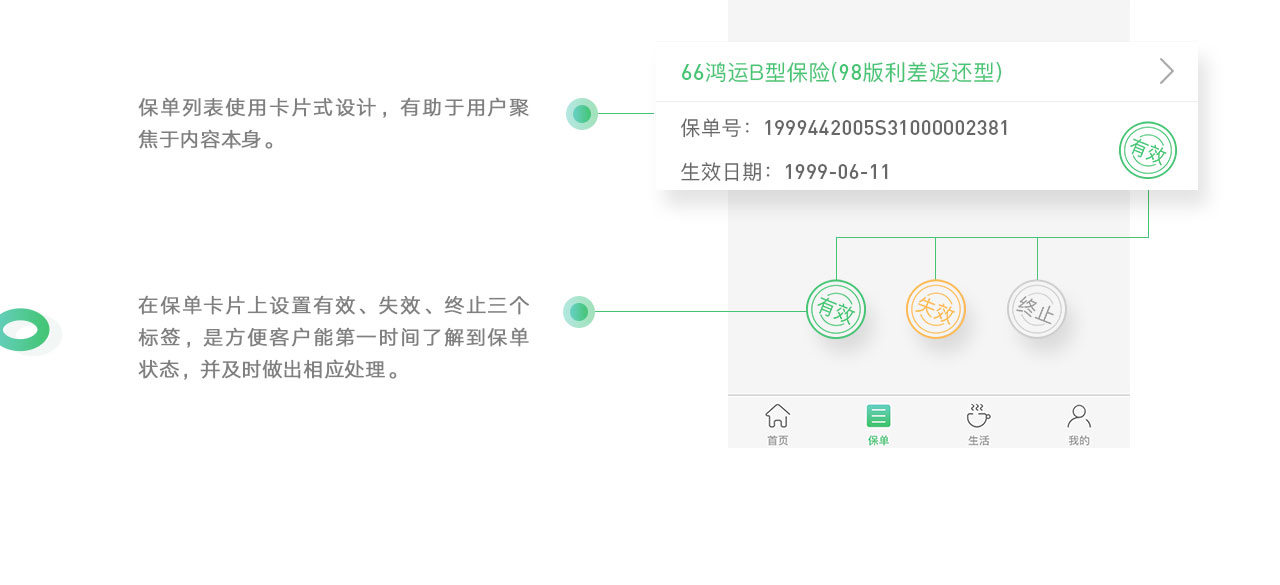 66鸿运B型保险(98版利差返还型)
保单列表使用卡片式设计，有助于用户聚
焦于内容本身。
保单号：1999442005S31000002381
有效
生效日期：1999-06-11
在保单卡片上设置有效、失效、终止三个
标签，是方便客户能第一时间了解到保单
状态，并及时做出相应处理。
有效
失效
终止
首页
保单
生活
我的